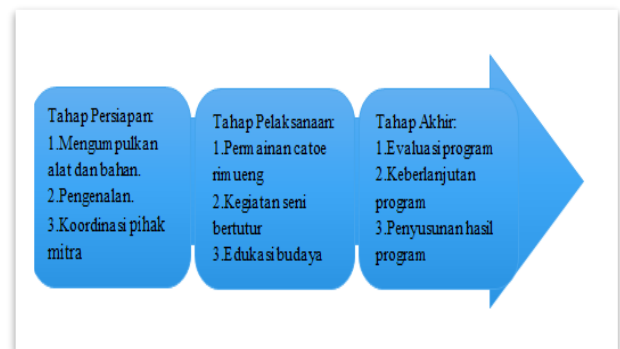 Tahap Persiapan:
1.Mengumpulkan
alat dan bahan.
2.Pengenalan.
3.Koordinasi pihak
mitra
Tahap Pelaksanaan:
1.Permainan catoe
rimueng
2.Kegiatan seni
bertutur
3.Edukasi budaya
Tahap Akhir:
1.Evaluasi program
2.Keberlanjutan
program
3.Penyusunan hasil
program